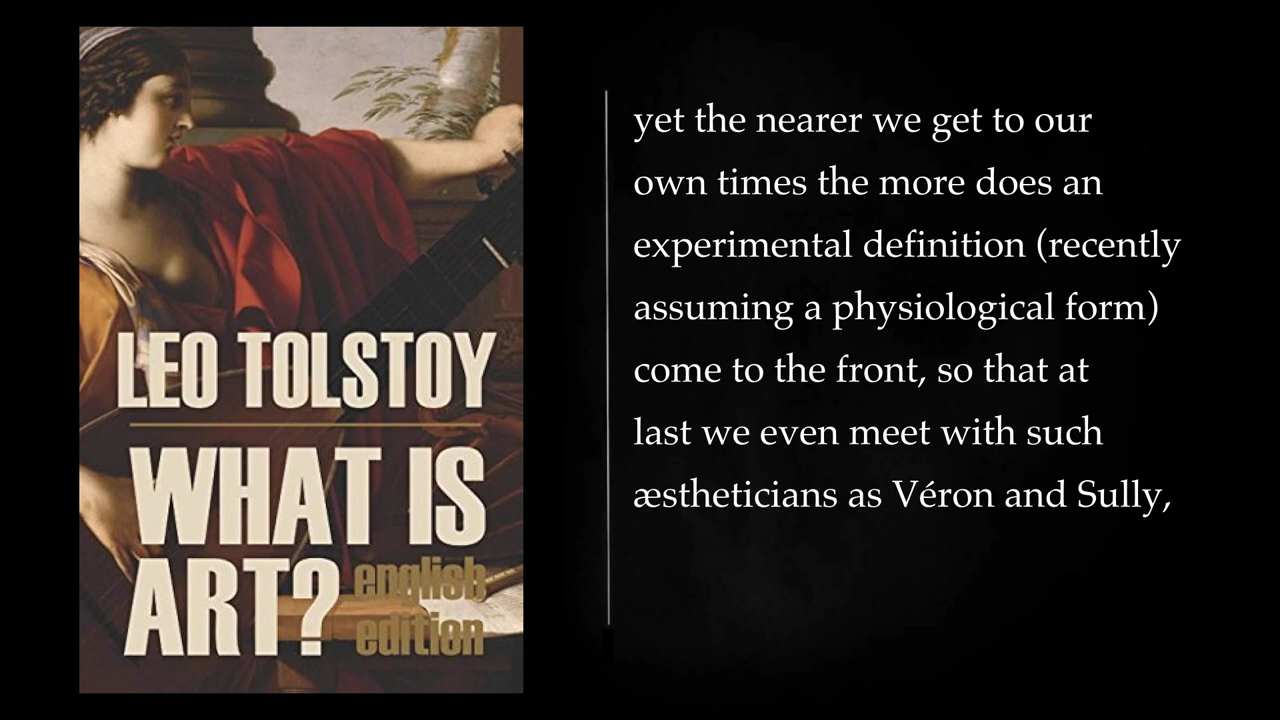 LEO TOLSTOY
WHAT IS
ART?
english
edition
yet the nearer we get to our
own times the more does an
experimental definition (recently
assuming a physiological form)
come to the front, so that at
last we even meet with such
æstheticians as Véron and Sully,